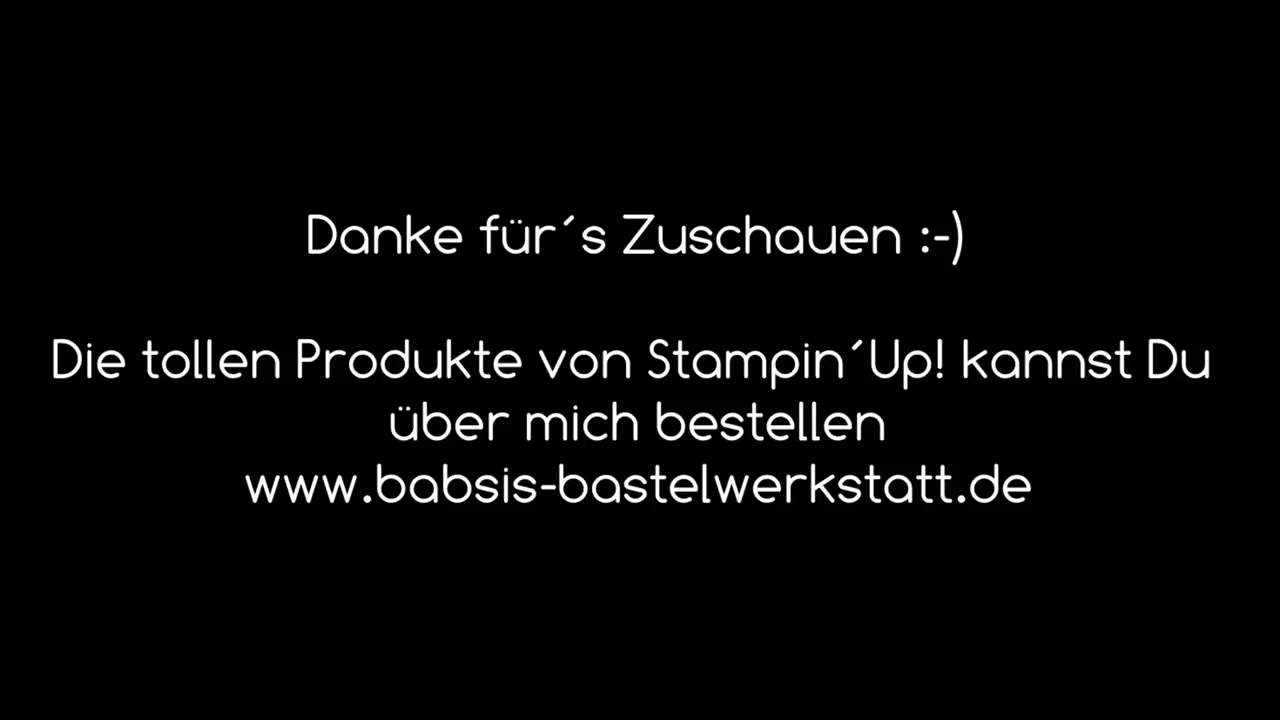 Danke für´s Zuschauen :-)
Die tollen Produkte von Stampin´Up! kannst Du
über mich bestellen
www.babsis-bastelwerkstatt.de